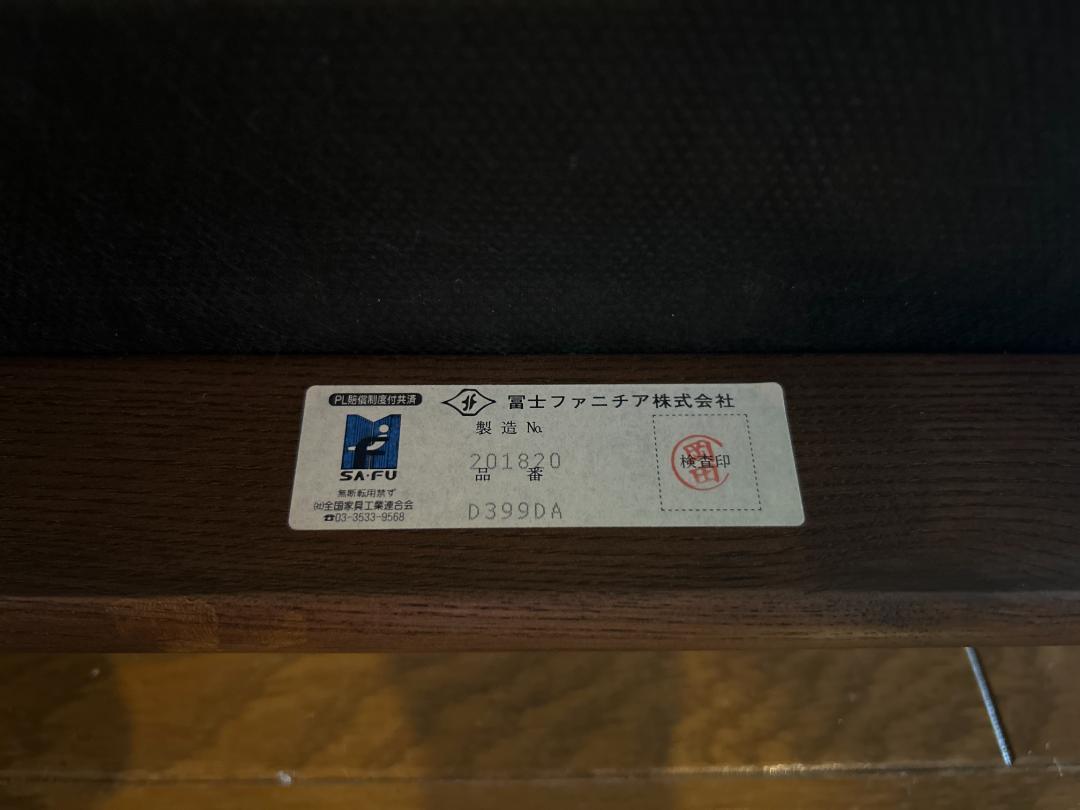 PL賠償制度付共済
冨士ファニチア株式会社
製造No.
201820
品番
D399DA
SA・FU
無断転用禁ず
㈳全国家具工業連合会
☎03-3533-9568
検査印
岡田